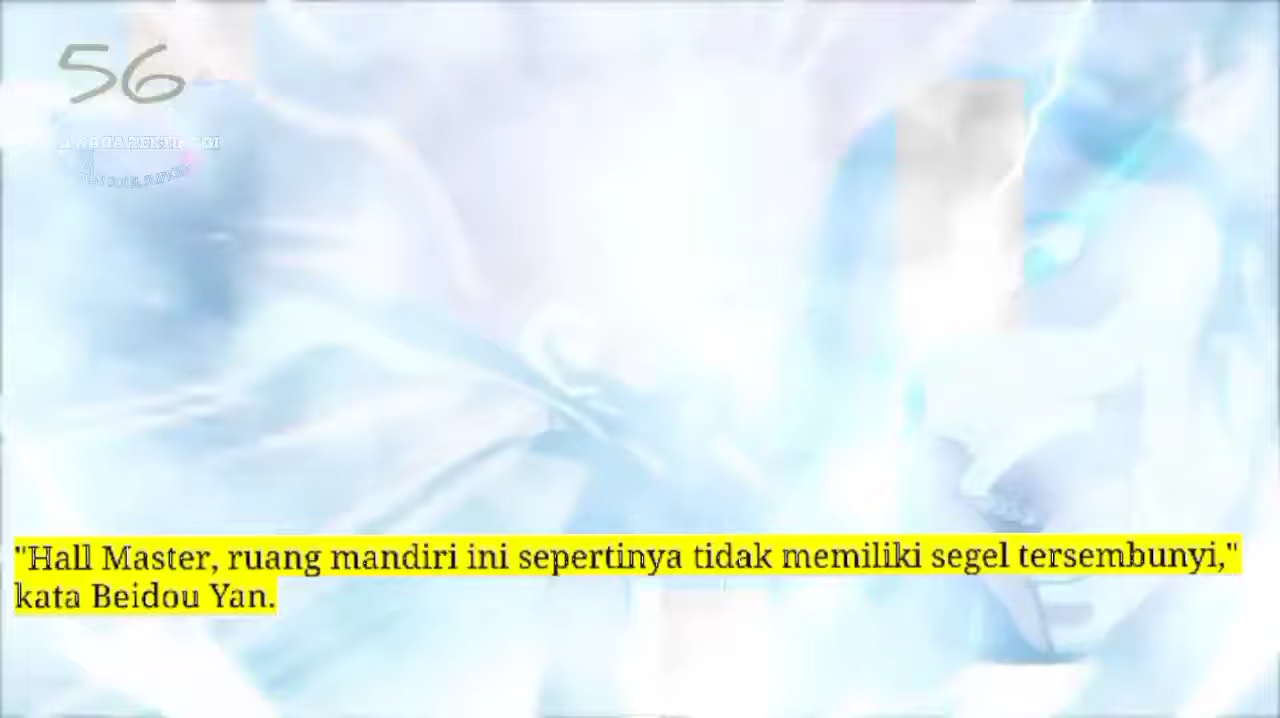 56
"Hall Master, ruang mandiri ini sepertinya tidak memiliki segel tersembunyi,"
kata Beidou Yan.